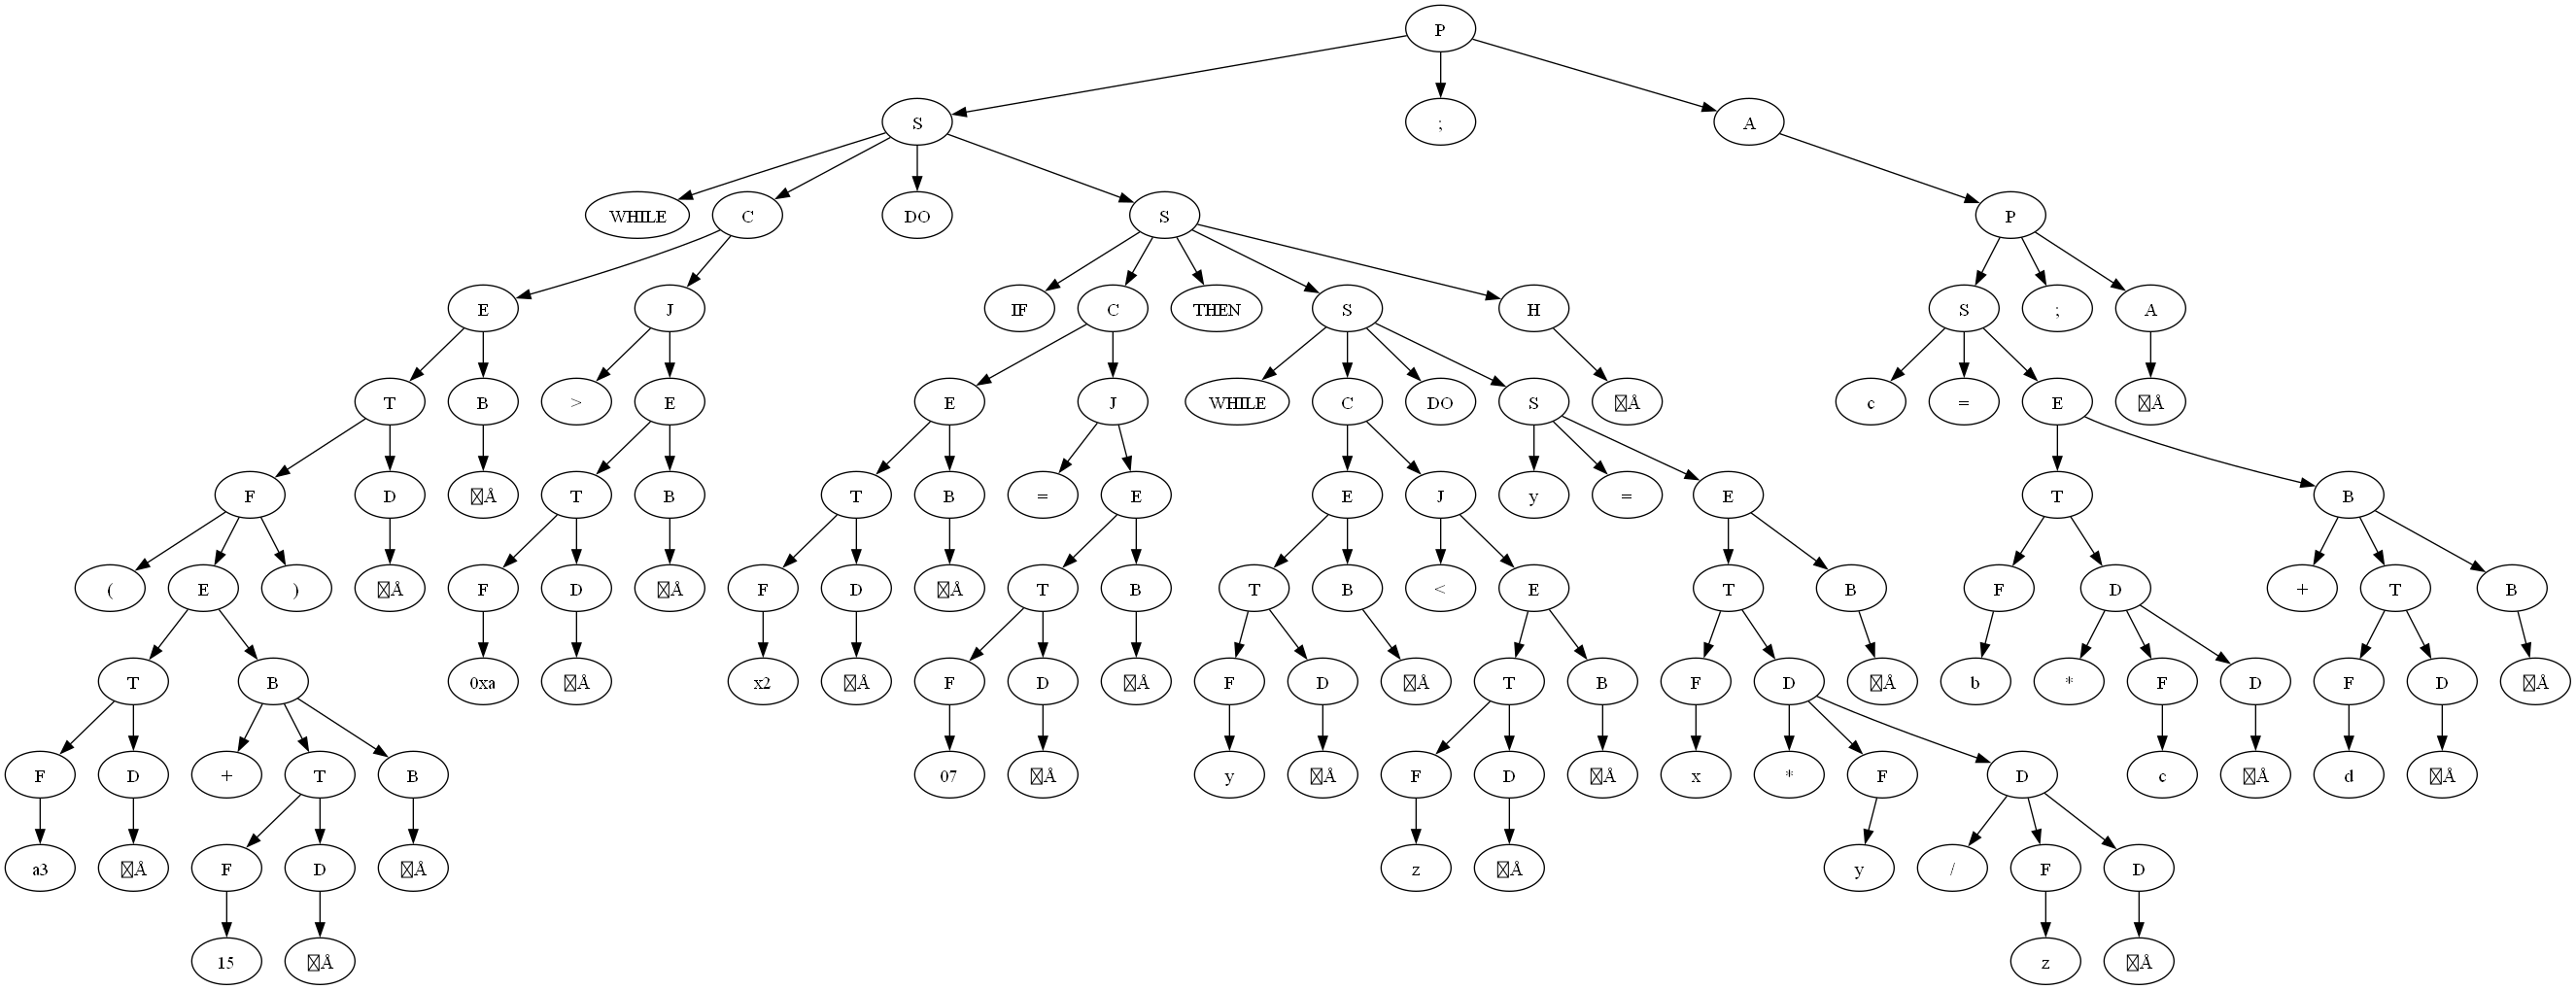 P
S ; A
WHILE C DO S P
E J IF C THEN S H S ; A
T B > E E J WHILE C DO S �Å c = E �Å
F D �Å T B T B = E E J y = E T B
( E ) �Å F D �Å F D �Å T B T B < E T B F D + T B
T B 0xa �Å x2 �Å F D �Å F D �Å T B F D �Å b * F D F D �Å
F D + T B 07 �Å y �Å F D �Å x * F D c �Å d �Å
a3 �Å F D �Å z �Å y / F D
15 �Å z �Å